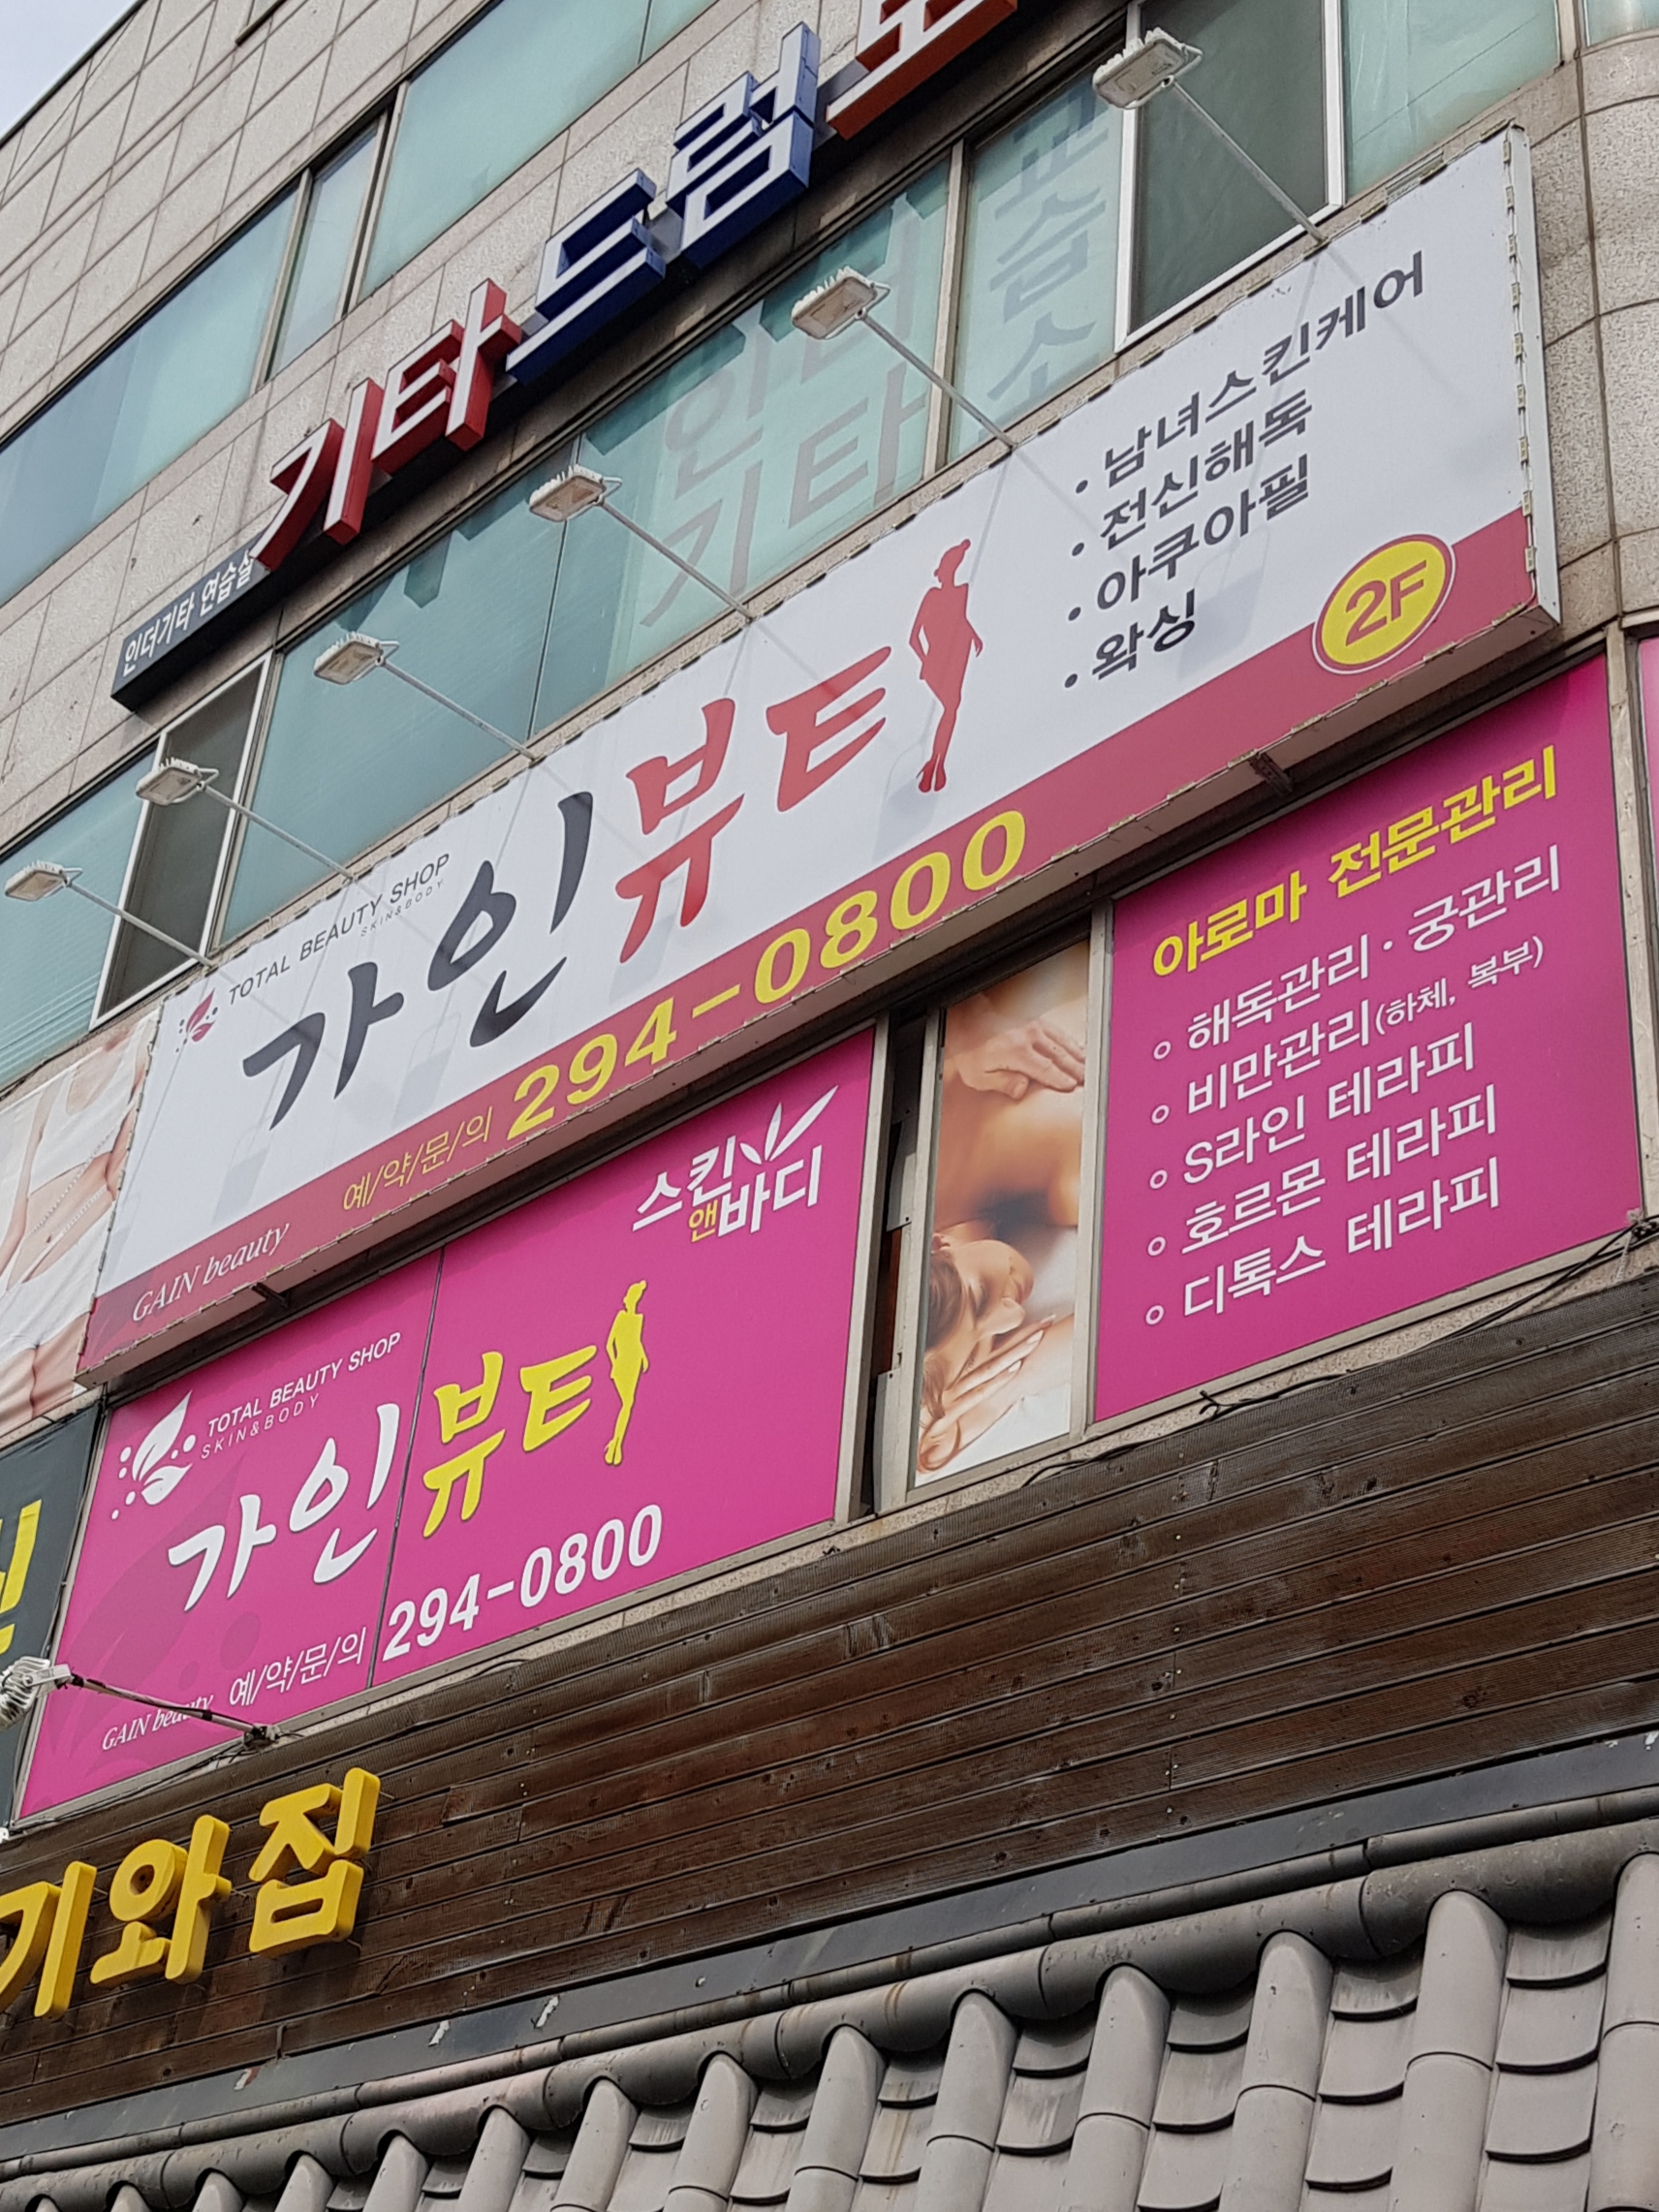 기타드럼
인더기타 연습실
인더
기타
교습소
TOTAL BEAUTY SHOP
SKIN&BODY
가인뷰티
• 남녀스킨케어
• 전신해독
• 아쿠아필
• 왁싱
2F
GAIN beauty
예/약/문/의 294-0800
아로마 전문관리
해독관리 · 궁관리
비만관리(하체, 복부)
S라인 테라피
호르몬 테라피
디톡스 테라피
스킨
앤바디
TOTAL BEAUTY SHOP
SKIN&BODY
가인뷰티
GAIN beauty 예/약/문/의 294-0800
기와집